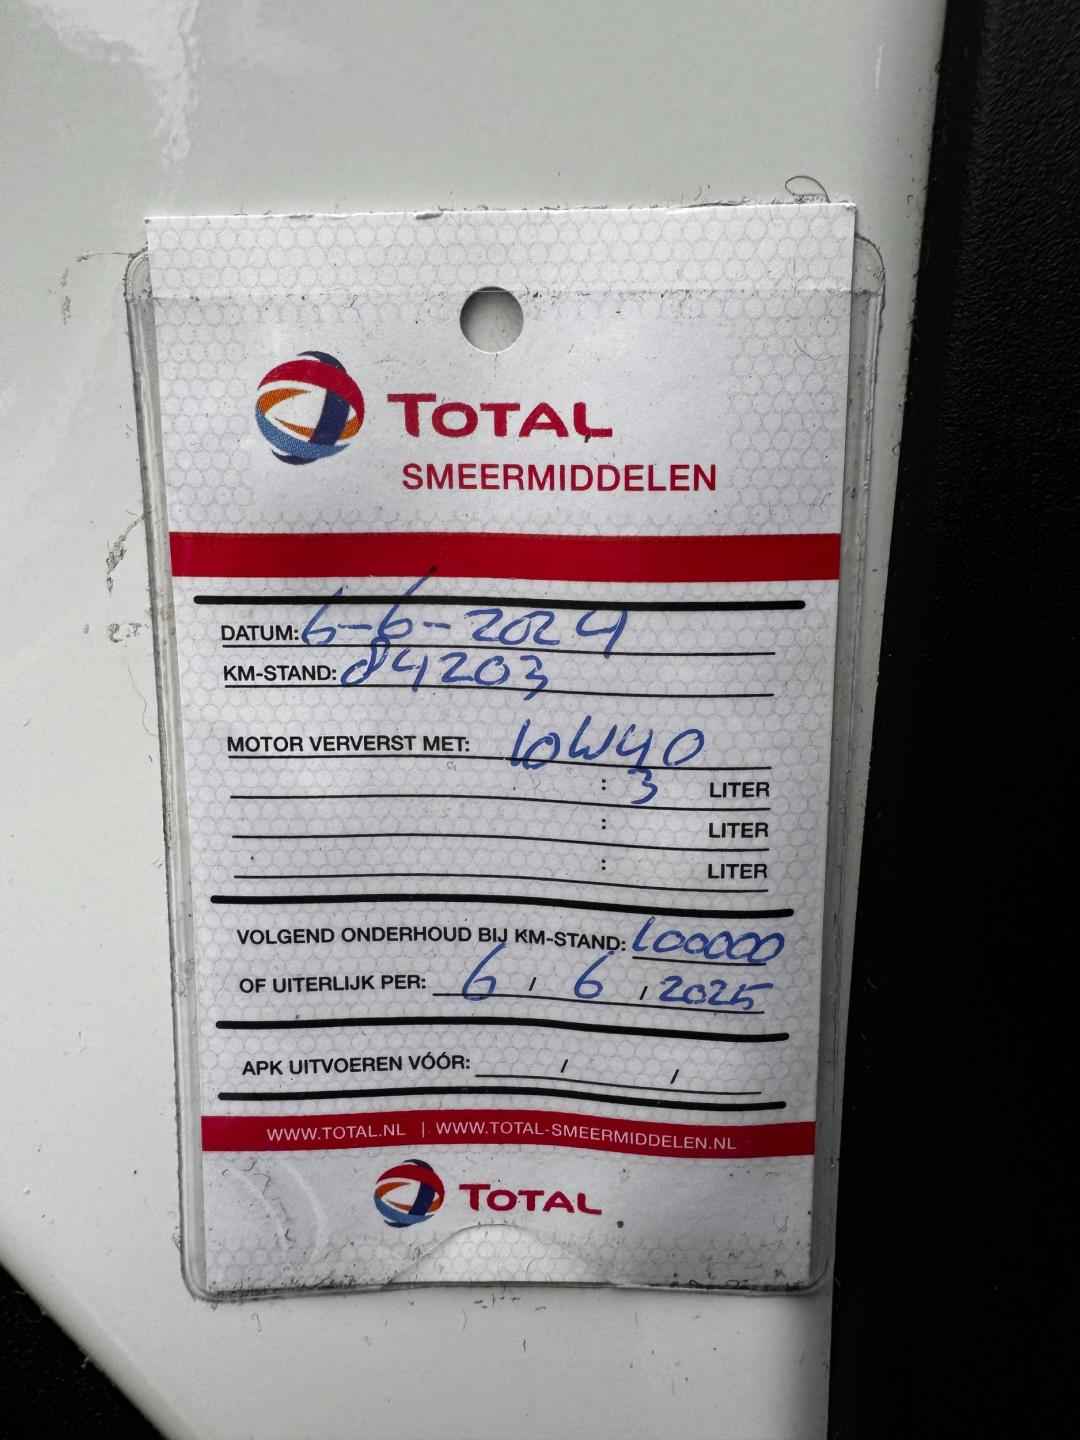 TOTAL
SMEERMIDDELEN
DATUM: 6-6-2024
KM-STAND: 84203
MOTOR VERVERST MET: 10W40
: 3 LITER
: LITER
: LITER
VOLGEND ONDERHOUD BIJ KM-STAND: 100000
OF UITERLIJK PER: 6 / 6 / 2025
APK UITVOEREN VÓÓR: / /
WWW.TOTAL.NL | WWW.TOTAL-SMEERMIDDELEN.NL
TOTAL